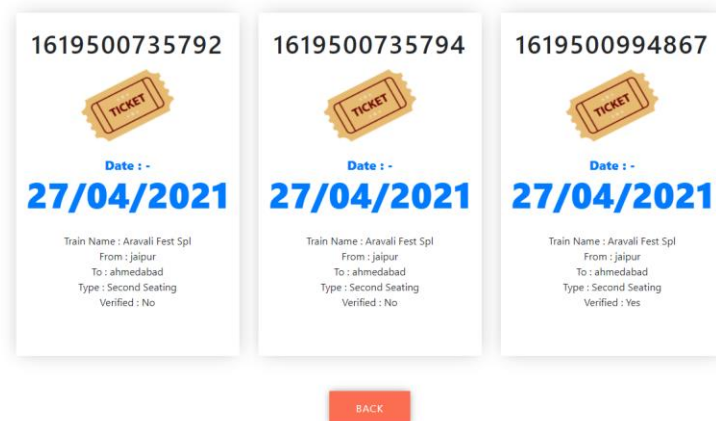 1619500735792
TICKET
Date : -
27/04/2021
Train Name : Aravali Fest Spl
From : jaipur
To : ahmedabad
Type : Second Seating
Verified : No
1619500735794
TICKET
Date : -
27/04/2021
Train Name : Aravali Fest Spl
From : jaipur
To : ahmedabad
Type : Second Seating
Verified : No
1619500994867
TICKET
Date : -
27/04/2021
Train Name : Aravali Fest Spl
From : jaipur
To : ahmedabad
Type : Second Seating
Verified : Yes
BACK